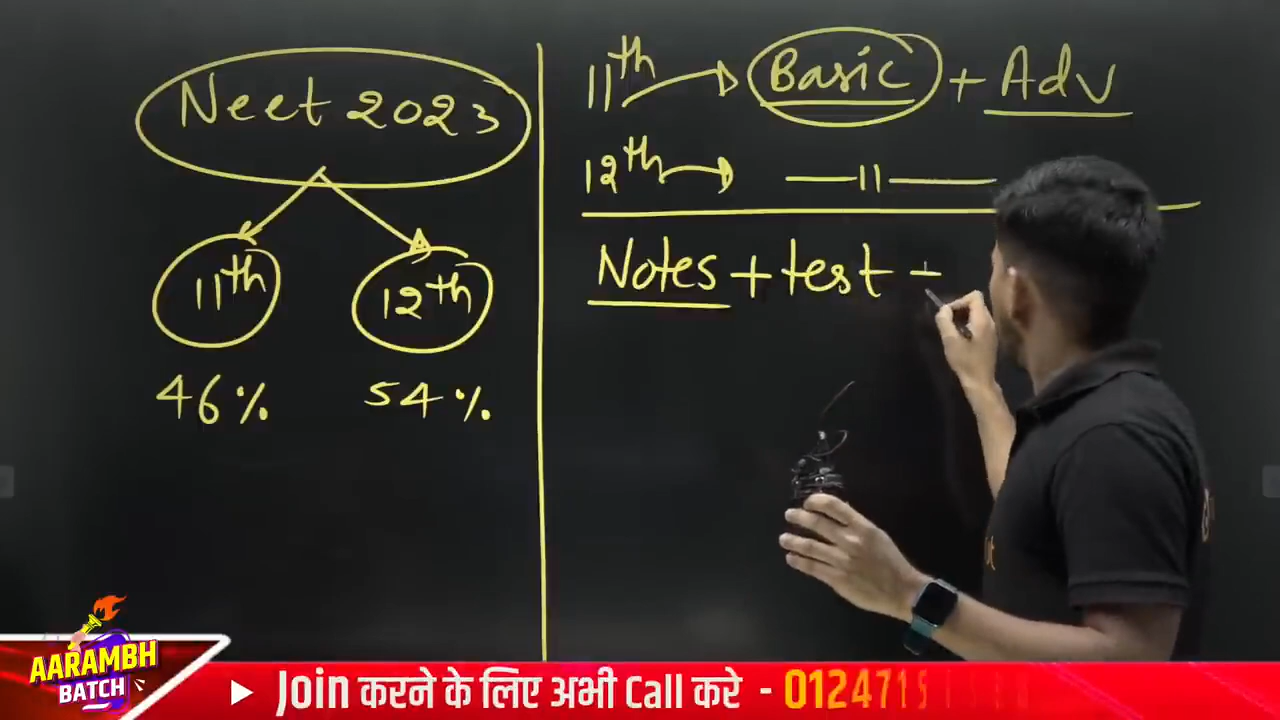 Neet 2023
11th
12th
46%
54%
11th → Basic + Adv
12th → —11—
Notes + test +
AARAMBH
BATCH
Join करने के लिए अभी Call करे - 012471